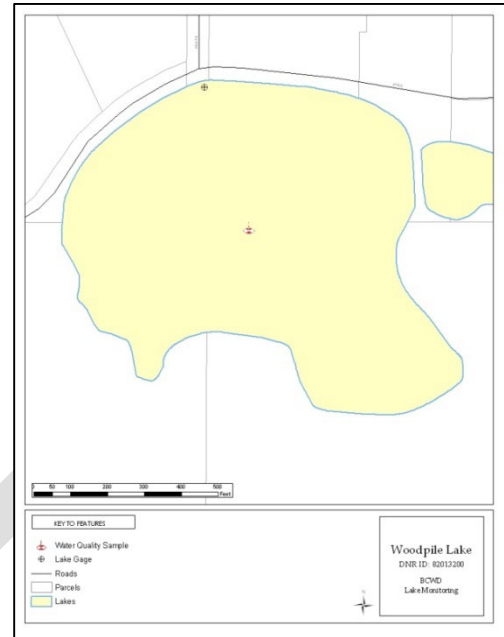 0 50 100 200 300 400 500
Feet
KEY TO FEATURES
Water Quality Sample
Lake Gage
Roads
Parcels
Lakes
Woodpile Lake
DNR ID: 82013200
BCWD
Lake Monitoring